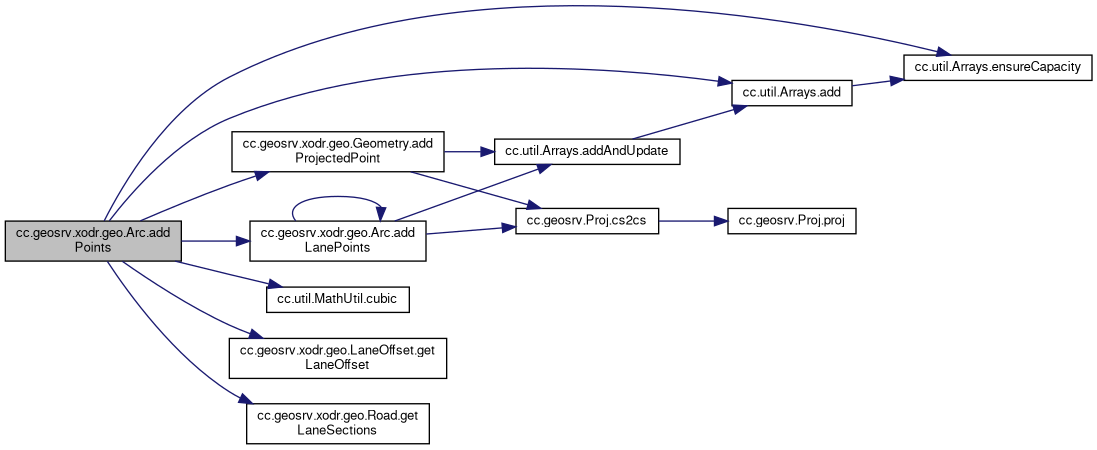 cc.geosrv.xodr.geo.Arc.add
Points
cc.geosrv.xodr.geo.Geometry.add
ProjectedPoint
cc.geosrv.xodr.geo.Arc.add
LanePoints
cc.util.MathUtil.cubic
cc.geosrv.xodr.geo.LaneOffset.get
LaneOffset
cc.geosrv.xodr.geo.Road.get
LaneSections
cc.util.Arrays.addAndUpdate
cc.geosrv.Proj.cs2cs
cc.util.Arrays.add
cc.geosrv.Proj.proj
cc.util.Arrays.ensureCapacity